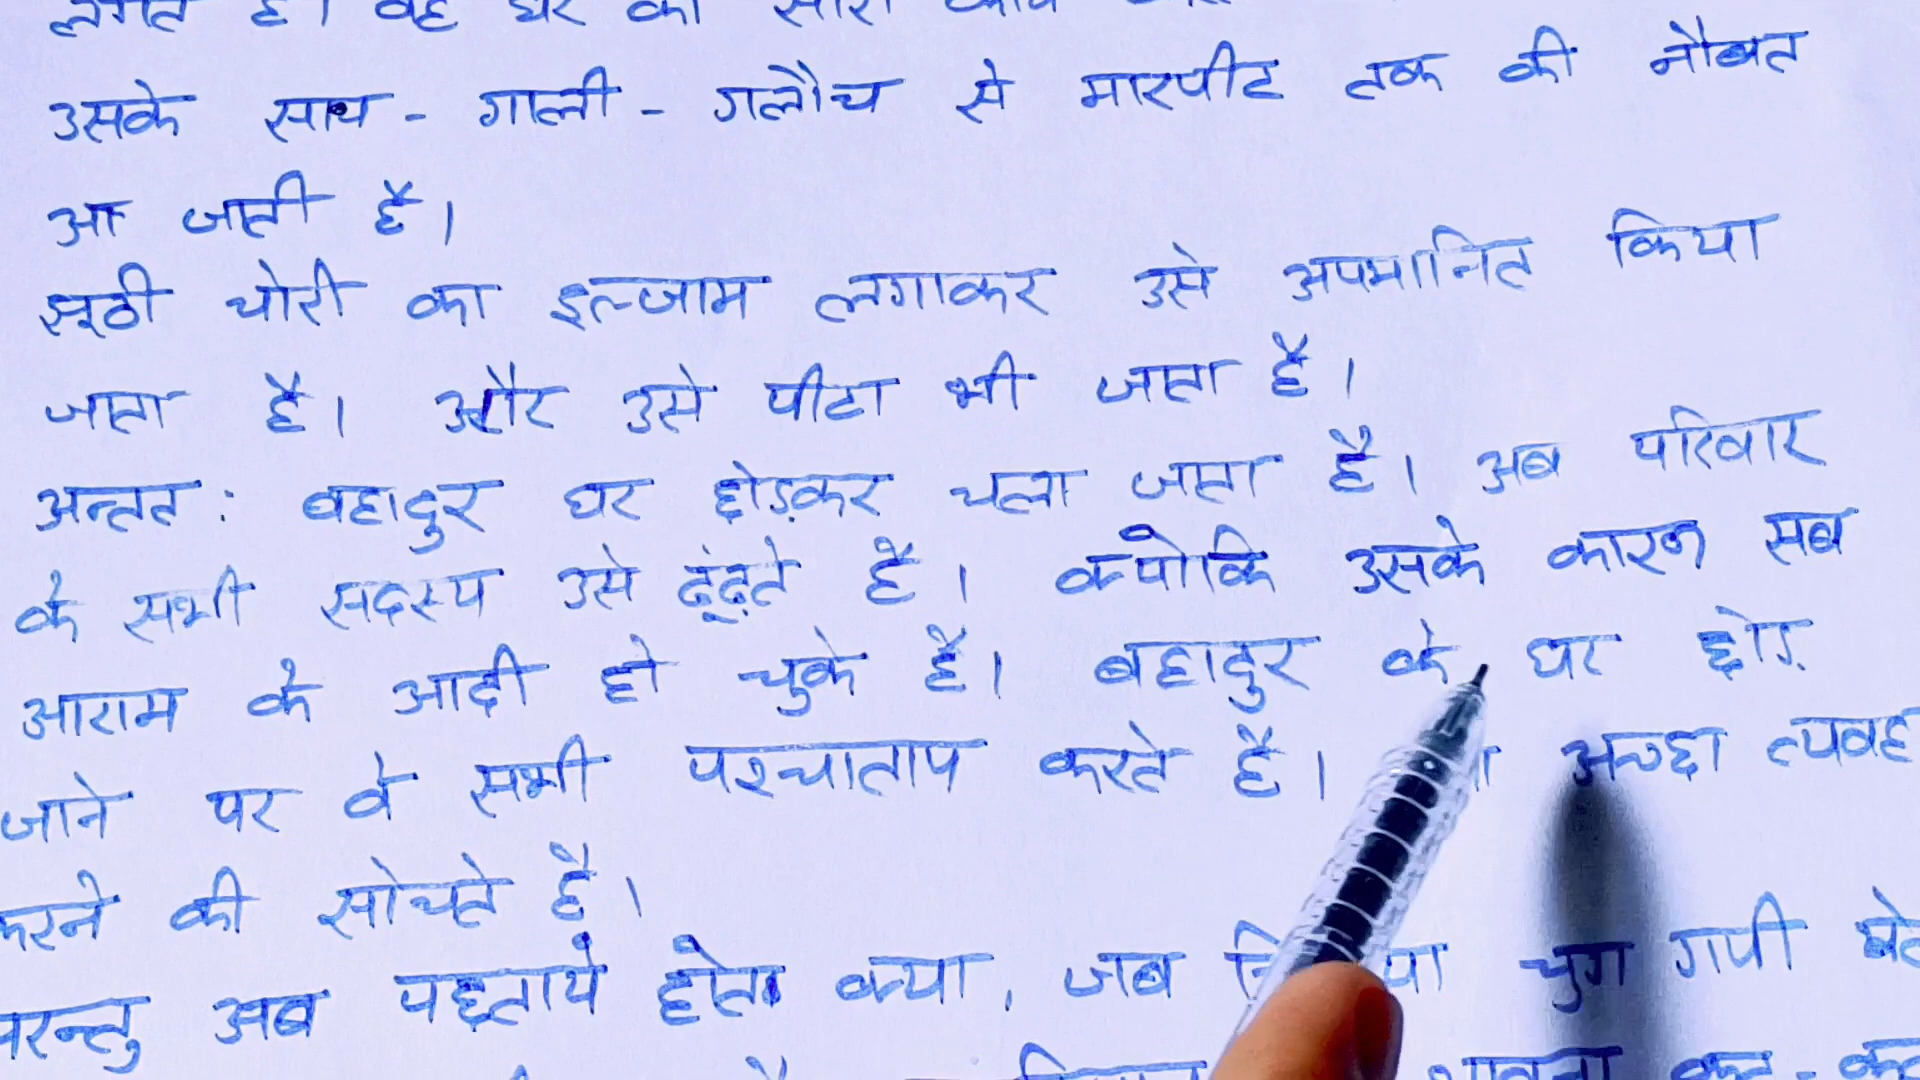 उसके साथ - गाली - गलौच से मारपीट तक की नौबत
आ जाती है।
झूठी चोरी का इल्जाम लगाकर उसे अपमानित किया
जाता है। और उसे पीटा भी जाता है।
अन्ततः बहादुर घर छोड़कर चला जाता है। अब परिवार
के सभी सदस्य उसे ढूंढ़ते है। क्योकि उसके कारण सब
आराम के आदी हो चुके है। बहादुर के घर छोड़
जाने पर वे सभी पश्चाताप करते है। अच्छा व्यवह
करने की सोचते है।
परन्तु अब पछताये होता क्या, जब चुग गयी